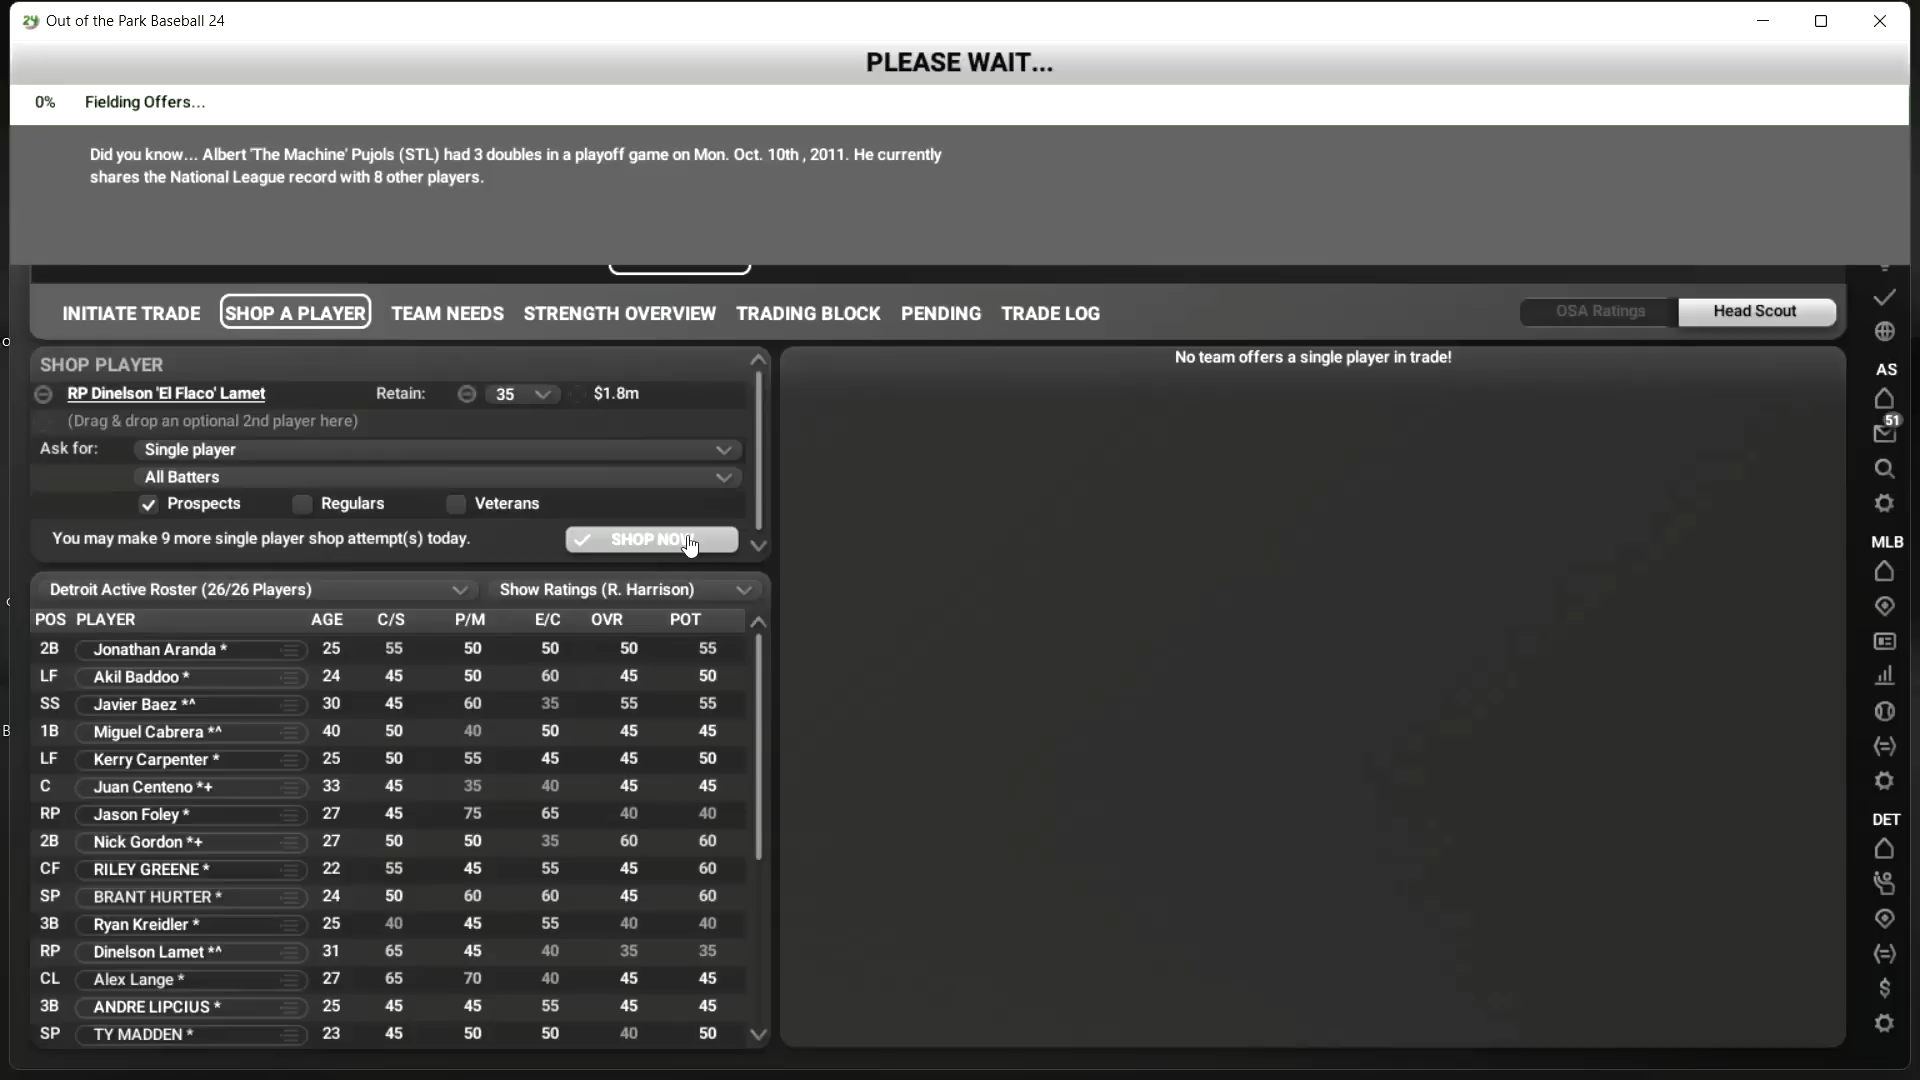 Out of the Park Baseball 24
PLEASE WAIT...
0% Fielding Offers...
Did you know... Albert 'The Machine' Pujols (STL) had 3 doubles in a playoff game on Mon. Oct. 10th , 2011. He currently
shares the National League record with 8 other players.
INITIATE TRADE SHOP A PLAYER TEAM NEEDS STRENGTH OVERVIEW TRADING BLOCK PENDING TRADE LOG OSA Ratings Head Scout
SHOP PLAYER
RP Dinelson 'El Flaco' Lamet Retain: 35 $1.8m
(Drag & drop an optional 2nd player here)
Ask for: Single player
All Batters
Prospects Regulars Veterans
You may make 9 more single player shop attempt(s) today. SHOP NOW
No team offers a single player in trade!
Detroit Active Roster (26/26 Players) Show Ratings (R. Harrison)
POS PLAYER AGE C/S P/M E/C OVR POT
2B Jonathan Aranda * 25 55 50 50 50 55
LF Akil Baddoo * 24 45 50 60 45 50
SS Javier Baez *^ 30 45 60 35 55 55
1B Miguel Cabrera *^ 40 50 40 50 45 45
LF Kerry Carpenter * 25 50 55 45 45 50
C Juan Centeno *+ 33 45 35 40 45 45
RP Jason Foley * 27 45 75 65 40 40
2B Nick Gordon *+ 27 50 50 35 60 60
CF RILEY GREENE * 22 55 45 55 45 60
SP BRANT HURTER * 24 50 60 60 45 60
3B Ryan Kreidler * 25 40 45 55 40 40
RP Dinelson Lamet *^ 31 65 45 40 35 35
CL Alex Lange * 27 65 70 40 45 45
3B ANDRE LIPCIUS * 25 45 45 55 45 45
SP TY MADDEN * 23 45 50 50 40 50
AS
51
MLB
DET